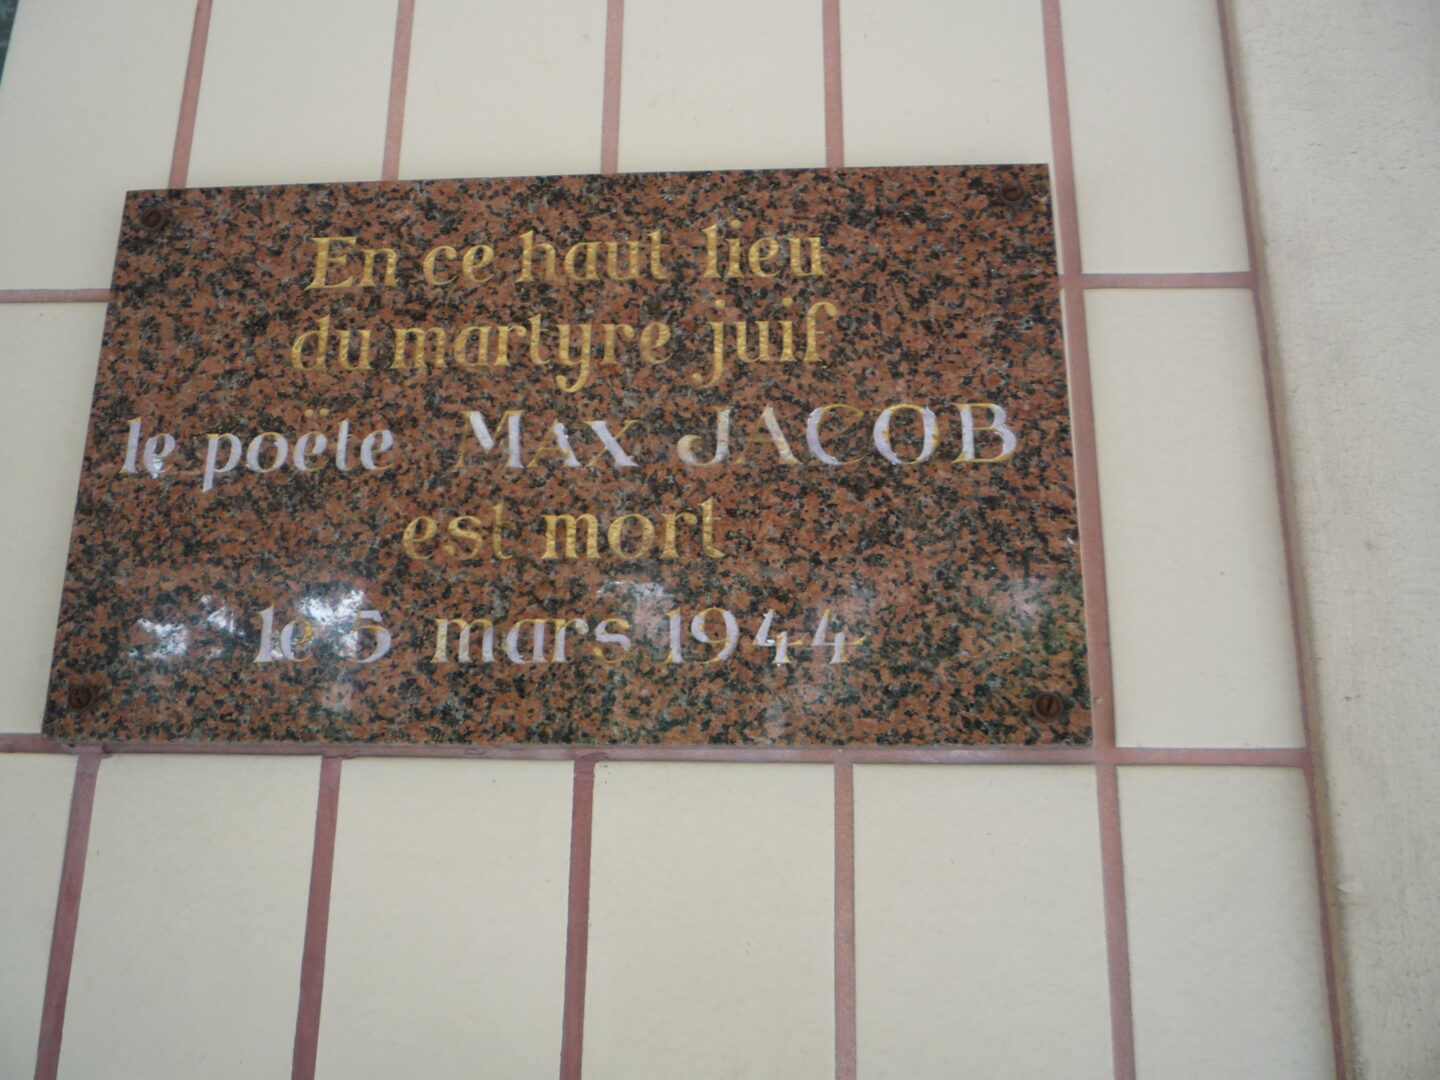 En ce haut lieu
du martyre juif
le poëte MAX JACOB
est mort
le 5 mars 1944